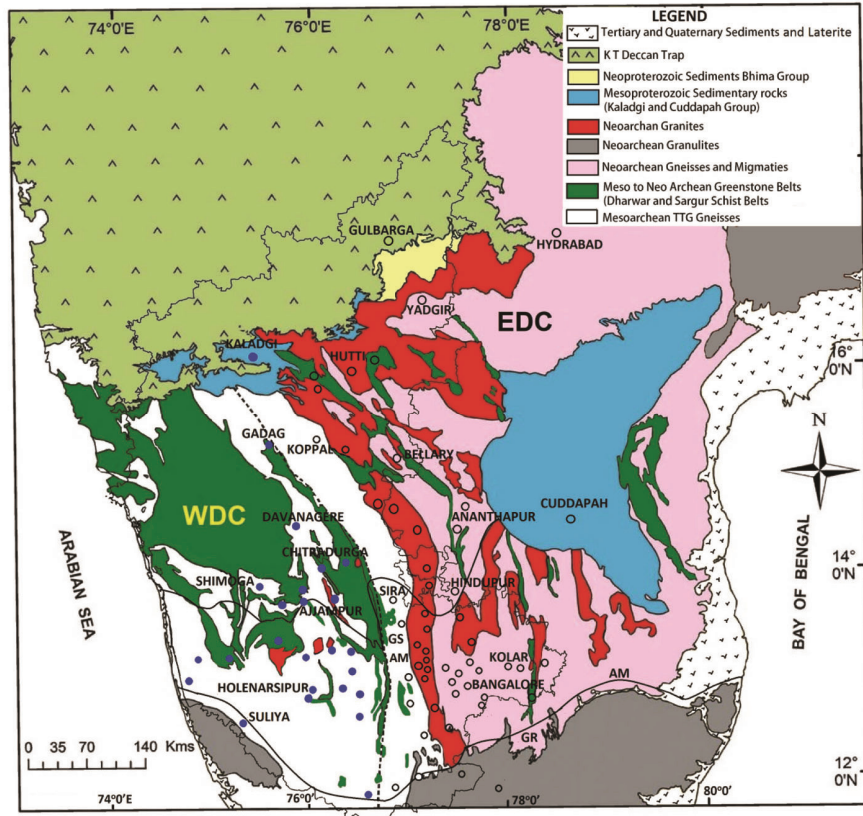 74°0'E
76°0'E
78°0'E
LEGEND
Tertiary and Quaternary Sediments and Laterite
K T Deccan Trap
Neoproterozoic Sediments Bhima Group
Mesoproterozoic Sedimentary rocks
(Kaladgi and Cuddapah Group)
Neoarchan Granites
Neoarchean Granulites
Neoarchean Gneisses and Migmaties
Meso to Neo Archean Greenstone Belts
(Dharwar and Sargur Schist Belts)
Mesoarchean TTG Gneisses
GULBARGA
HYDRABAD
YADGIR
EDC
KALADGI
HUTTI
16°
0'N
N
GADAG
KOPPAL
BELLARY
CUDDAPAH
WDC
DAVANAGERE
ANANTHAPUR
CHITRADURGA
14°
0'N
SHIMOGA
SIRA
HINDUPUR
AJJAMPUR
GS
AM
KOLAR
BANGALORE
AM
HOLENARSIPUR
SULIYA
GR
ARABIAN SEA
BAY OF BENGAL
0 35 70 140 Kms
12°
0'N
74°0'E
76°0'E
78°0'E
80°0'E